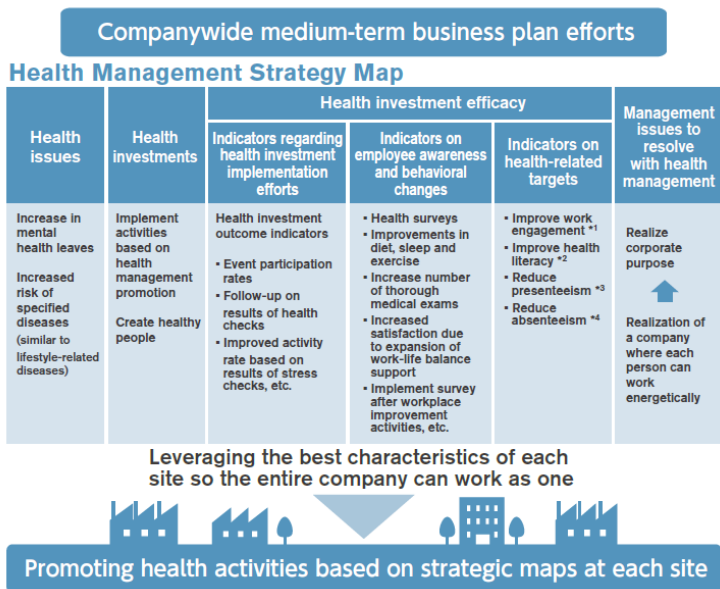 Companywide medium-term business plan efforts
Health Management Strategy Map
Health
issues
Health
investments
Health investment efficacy
Indicators regarding
health investment
implementation
efforts
Indicators on
employee awareness
and behavioral
changes
Indicators on
health-related
targets
Management
issues to
resolve
with health
management
Increase in
mental
health leaves
Increased
risk of
specified
diseases
(similar to
lifestyle-related
diseases)
Implement
activities
based on
health
management
promotion
Create healthy
people
Health investment
outcome indicators
▪ Event participation
rates
▪ Follow-up on
results of health
checks
▪ Improved activity
rate based on
results of stress
checks, etc.
▪ Health surveys
▪ Improvements in
diet, sleep and
exercise
▪ Increase number
of thorough
medical exams
▪ Increased
satisfaction due
to expansion of
work-life balance
support
▪ Implement survey
after workplace
improvement
activities, etc.
▪ Improve work
engagement *1
▪ Improve health
literacy *2
▪ Reduce
presenteeism *3
▪ Reduce
absenteeism *4
Realize
corporate
purpose
Realization of
a company
where each
person can
work
energetically
Leveraging the best characteristics of each
site so the entire company can work as one
Promoting health activities based on strategic maps at each site